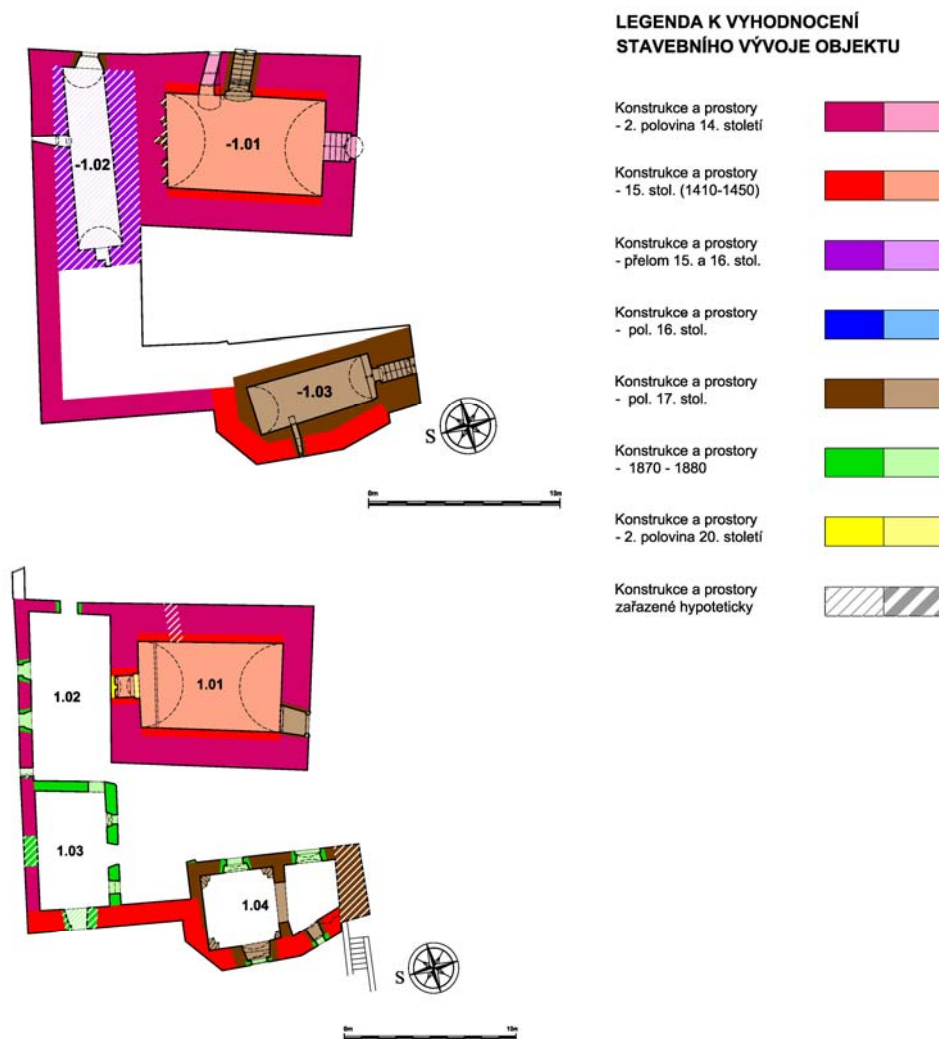 LEGENDA K VYHODNOCENÍ
STAVEBNÍHO VÝVOJE OBJEKTU
Konstrukce a prostory
- 2. polovina 14. století
Konstrukce a prostory
- 15. stol. (1410-1450)
Konstrukce a prostory
- přelom 15. a 16. stol.
Konstrukce a prostory
- pol. 16. stol.
Konstrukce a prostory
- pol. 17. stol.
Konstrukce a prostory
- 1870 - 1880
Konstrukce a prostory
- 2. polovina 20. století
Konstrukce a prostory
zařazené hypoteticky
-1.01
-1.02
-1.03
S
0m
10m
1.01
1.02
1.03
1.04
S
0m
10m